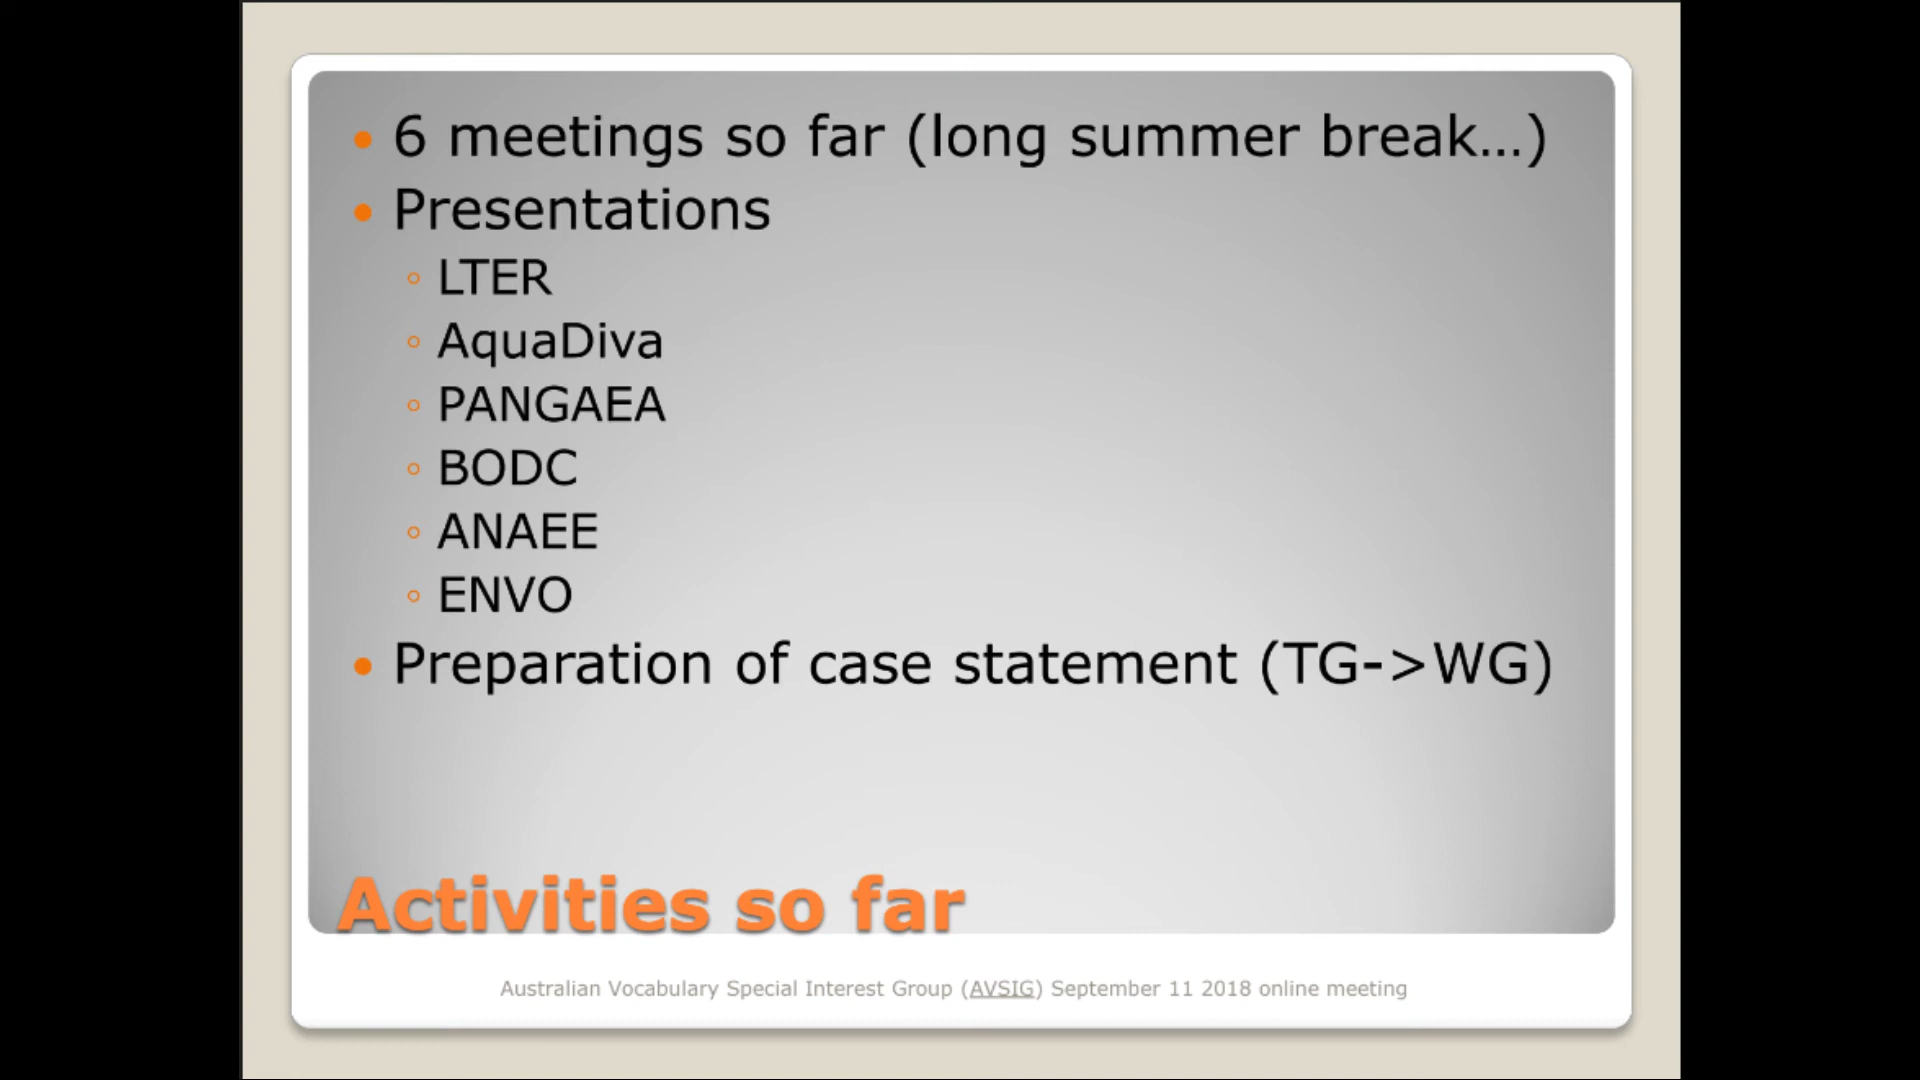 6 meetings so far (long summer break...)
Presentations
LTER
AquaDiva
PANGAEA
BODC
ANAEE
ENVO
Preparation of case statement (TG->WG)
Activities so far
Australian Vocabulary Special Interest Group (AVSIG) September 11 2018 online meeting